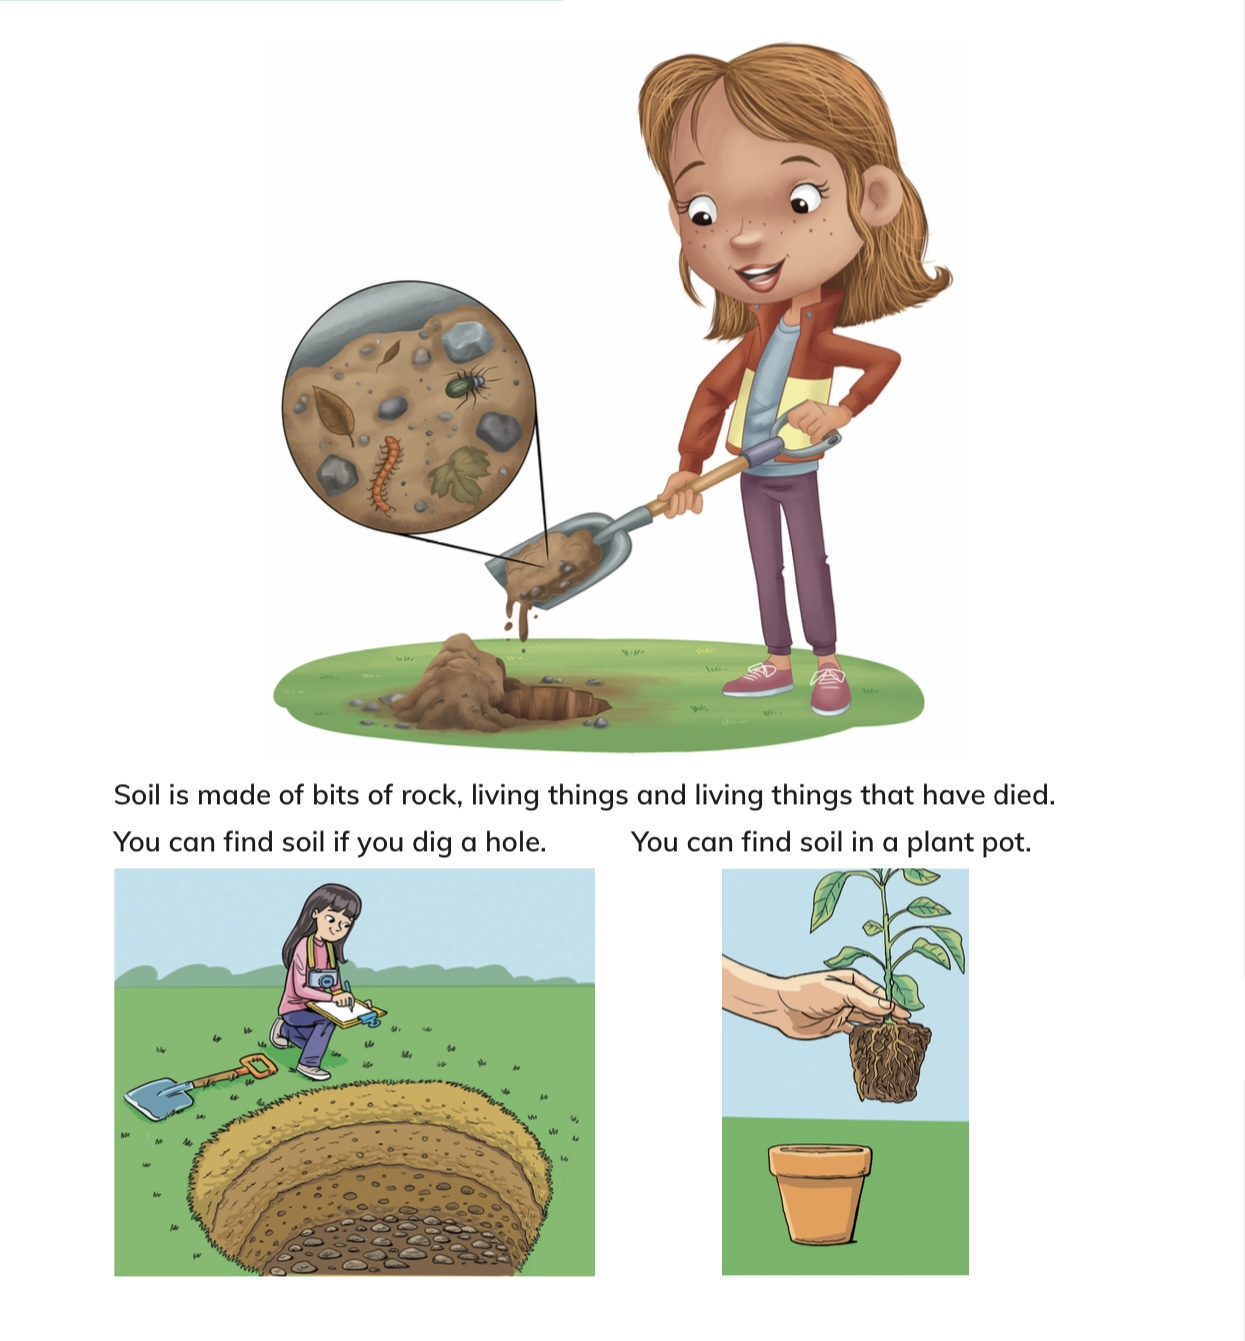 Soil is made of bits of rock, living things and living things that have died.
You can find soil if you dig a hole.
You can find soil in a plant pot.